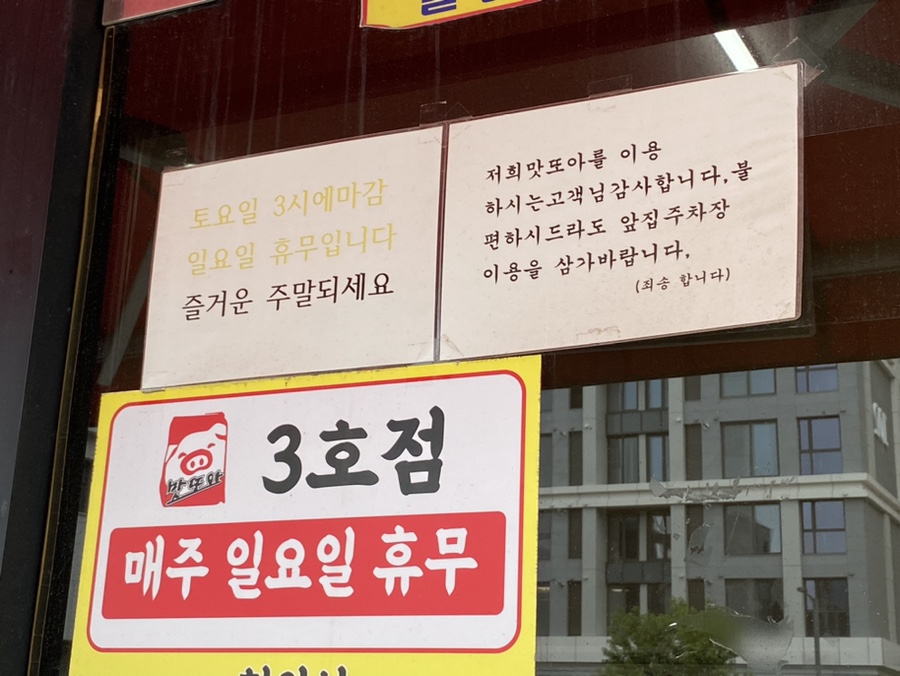 토요일 3시에마감
일요일 휴무입니다
즐거운 주말되세요
저희맛또아를 이용
하시는고객님감사합니다,불
편하시드라도 앞집주차장
이용을 삼가바랍니다,
(죄송 합니다)
맛또와
3호점
매주 일요일 휴무